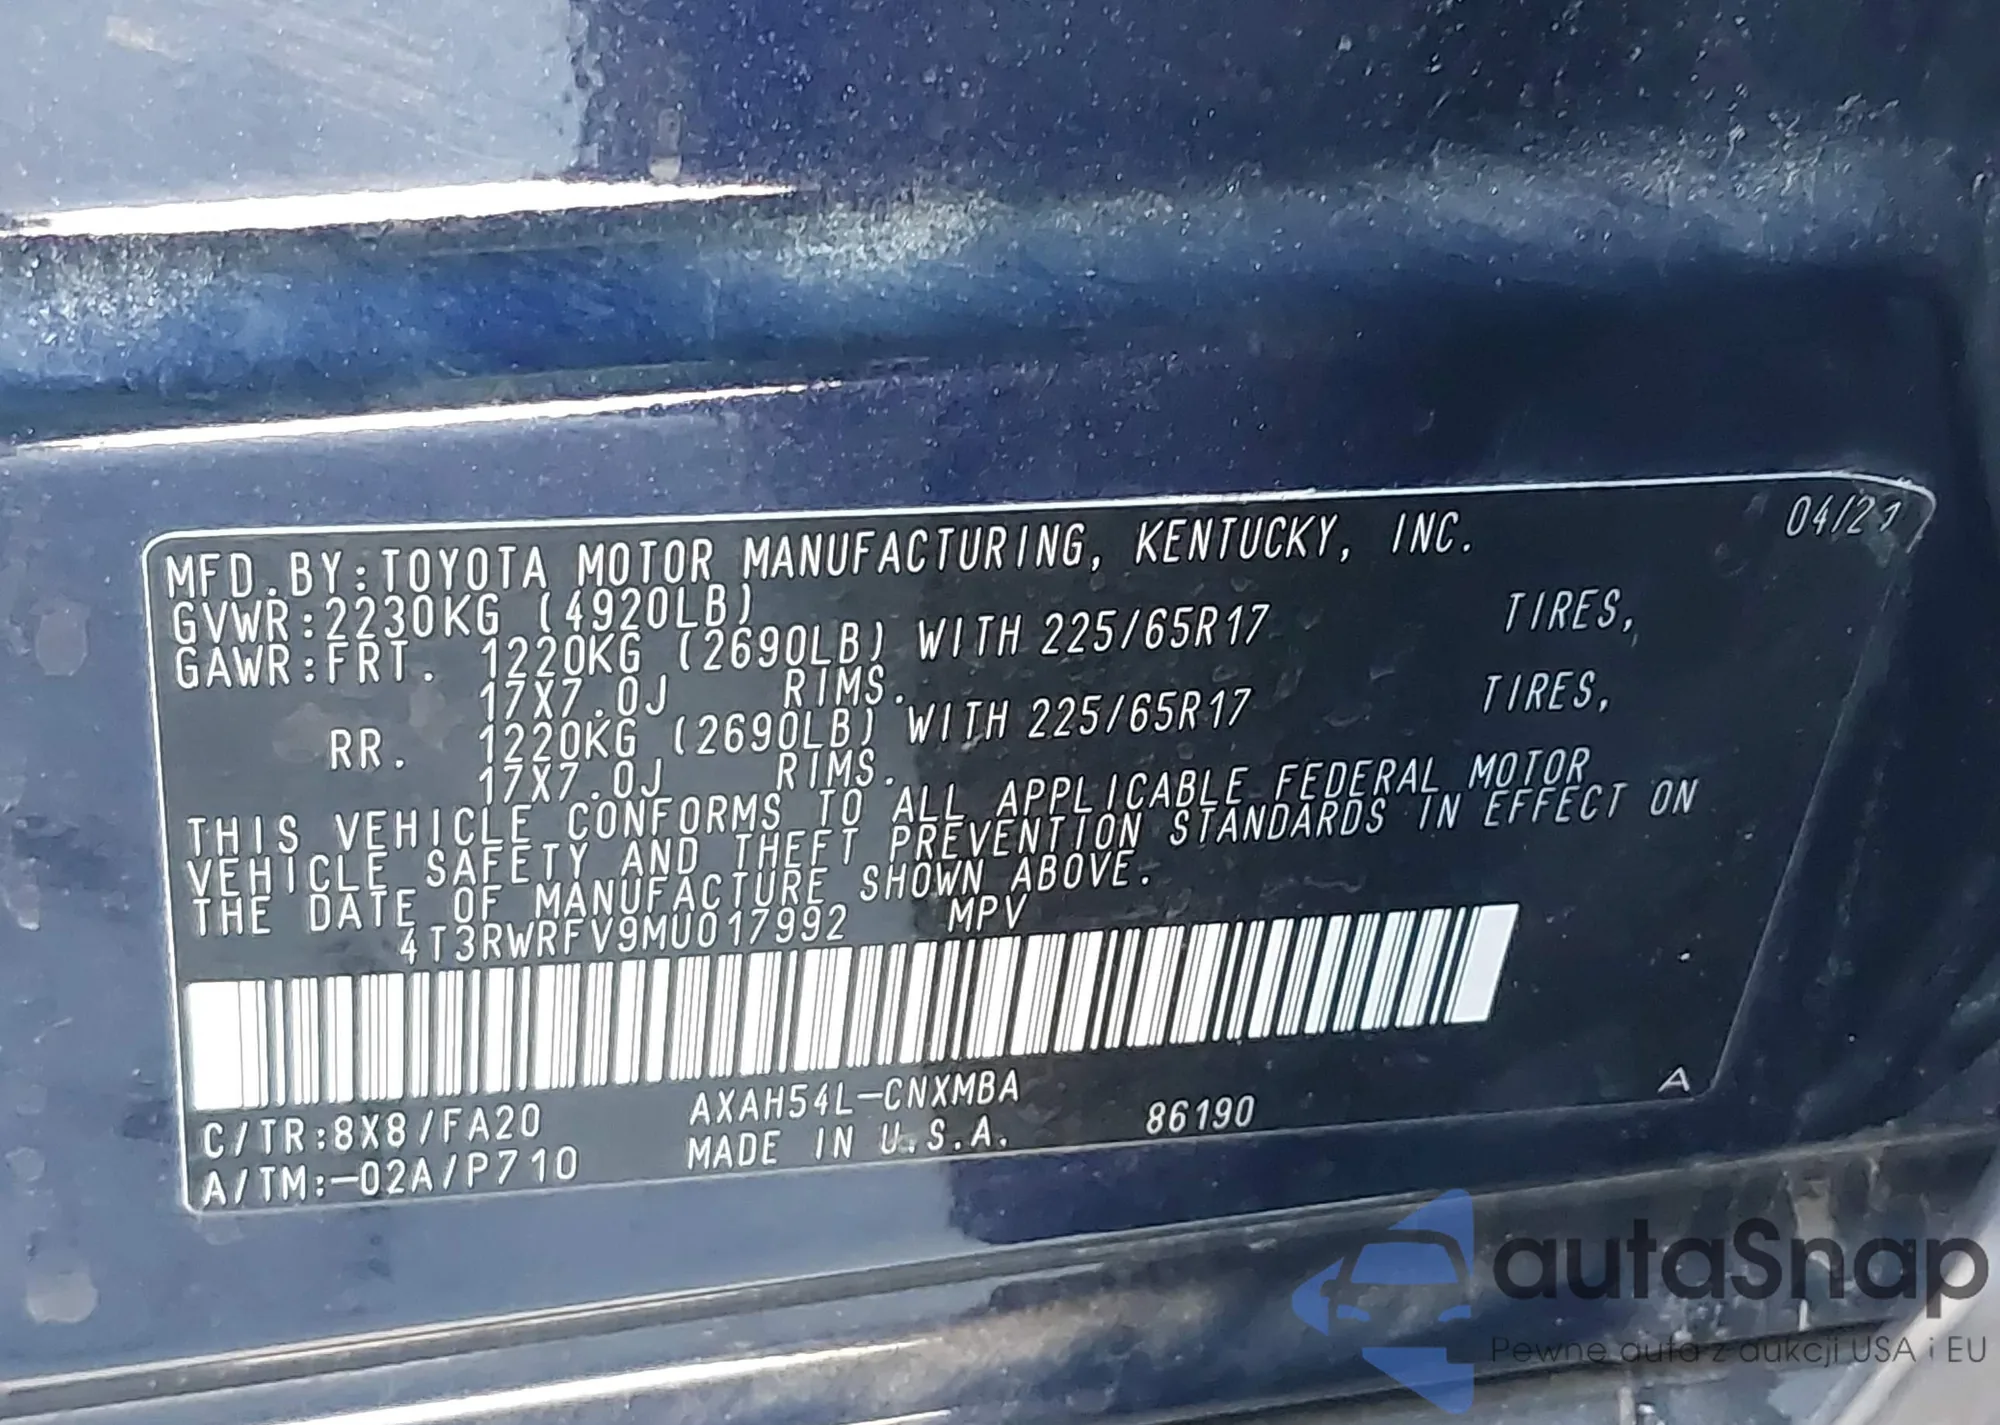 04/21
MFD.BY:TOYOTA MOTOR MANUFACTURING, KENTUCKY, INC.
GVWR:2230KG (4920LB)
GAWR:FRT. 1220KG (2690LB) WITH 225/65R17 TIRES,
17X7.0J RIMS.
RR. 1220KG (2690LB) WITH 225/65R17 TIRES,
17X7.0J RIMS.
THIS VEHICLE CONFORMS TO ALL APPLICABLE FEDERAL MOTOR
VEHICLE SAFETY AND THEFT PREVENTION STANDARDS IN EFFECT ON
THE DATE OF MANUFACTURE SHOWN ABOVE.
4T3RWRFV9MU017992 MPV
C/TR:8X8/FA20 AXAH54L-CNXMBA 86190 A
A/TM:-02A/P710 MADE IN U.S.A.
autaSnap
Pewne auta z aukcji USA i EU